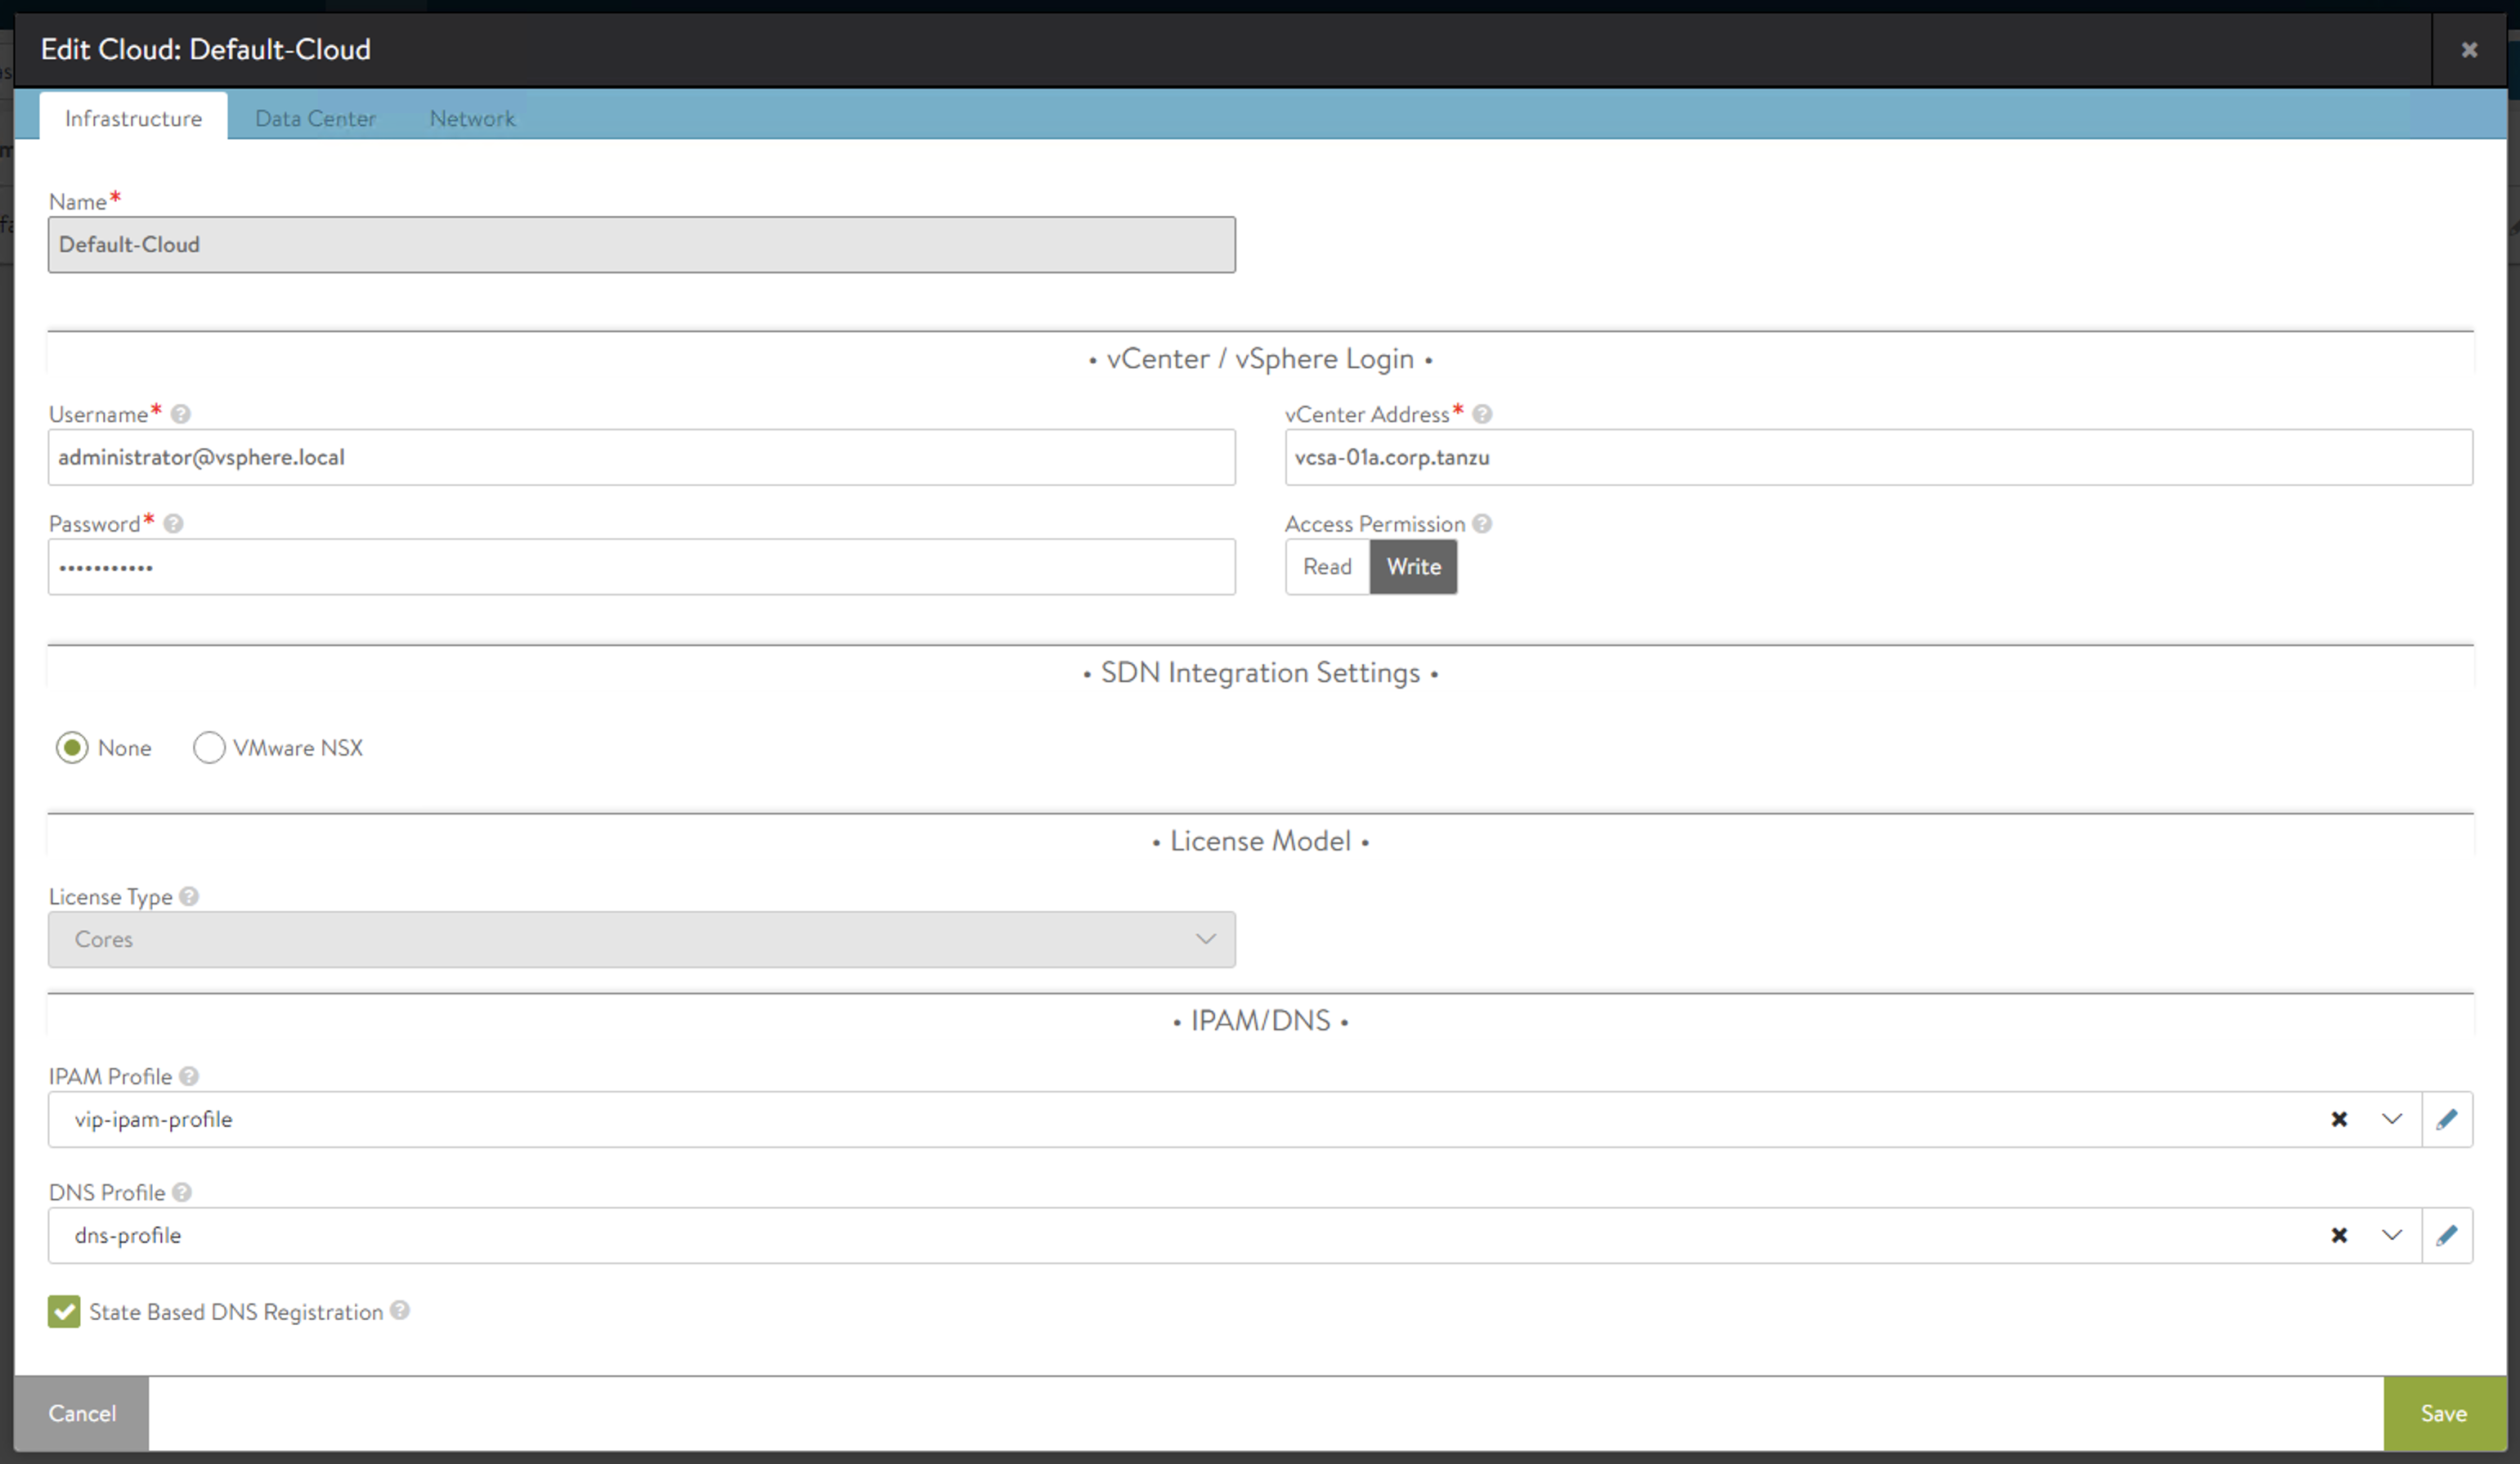 Edit Cloud: Default-Cloud
Infrastructure
Data Center
Network
Name*
Default-Cloud
• vCenter / vSphere Login •
Username*
vCenter Address*
administrator@vsphere.local
vcsa-01a.corp.tanzu
Password*
Access Permission
•••••••••••
Read
Write
• SDN Integration Settings •
None
VMware NSX
• License Model •
License Type
Cores
• IPAM/DNS •
IPAM Profile
vip-ipam-profile
DNS Profile
dns-profile
State Based DNS Registration
Cancel
Save